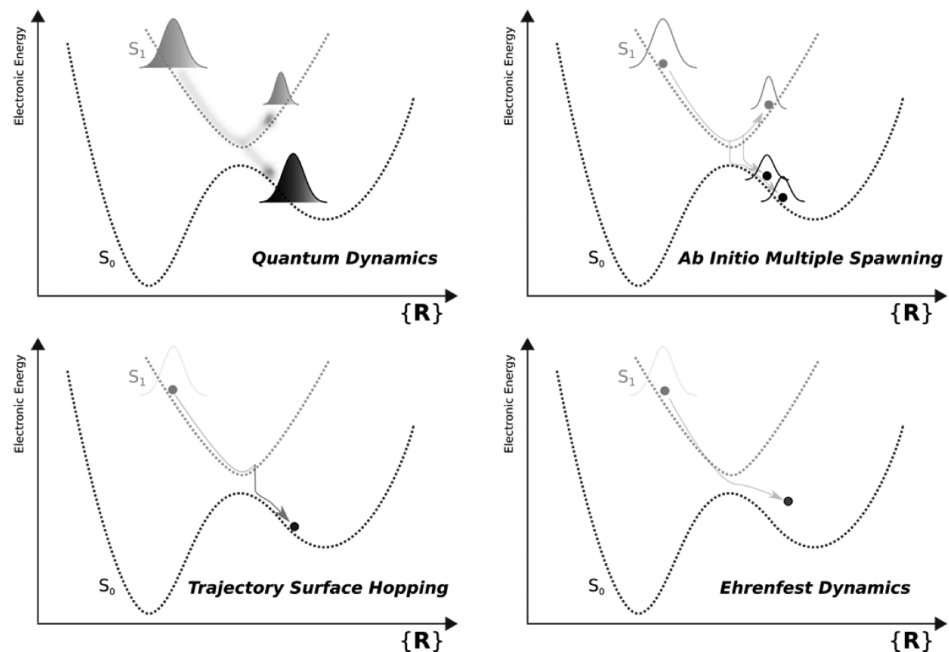 Electronic Energy
S₁
S₀
Quantum Dynamics
{R}
Electronic Energy
S₁
S₀
Ab Initio Multiple Spawning
{R}
Electronic Energy
S₁
S₀
Trajectory Surface Hopping
{R}
Electronic Energy
S₁
S₀
Ehrenfest Dynamics
{R}